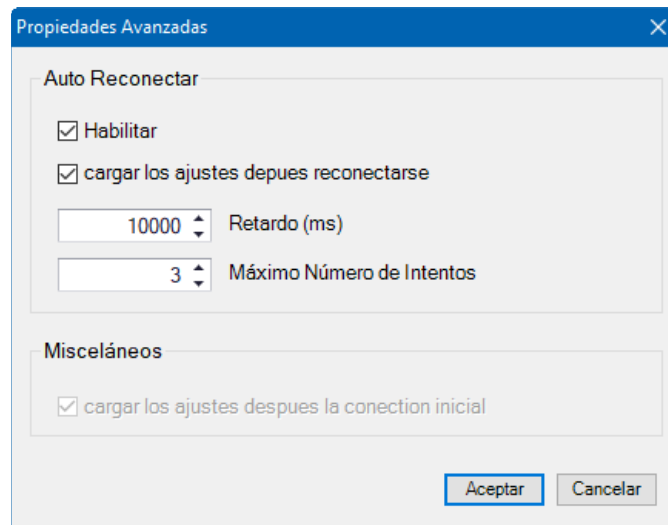 Propiedades Avanzadas
Auto Reconectar
Habilitar
cargar los ajustes depues reconectarse
10000 Retardo (ms)
3 Máximo Número de Intentos
Misceláneos
cargar los ajustes despues la conection inicial
Aceptar Cancelar